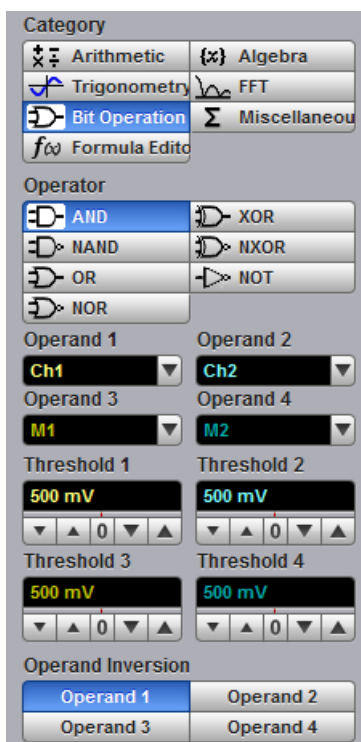 Category
Arithmetic {x} Algebra
Trigonometry FFT
Bit Operation Σ Miscellaneou
f(x) Formula Edito
Operator
AND XOR
NAND NXOR
OR NOT
NOR
Operand 1 Operand 2
Ch1 Ch2
Operand 3 Operand 4
M1 M2
Threshold 1 Threshold 2
500 mV 500 mV
0 0
Threshold 3 Threshold 4
500 mV 500 mV
0 0
Operand Inversion
Operand 1 Operand 2
Operand 3 Operand 4